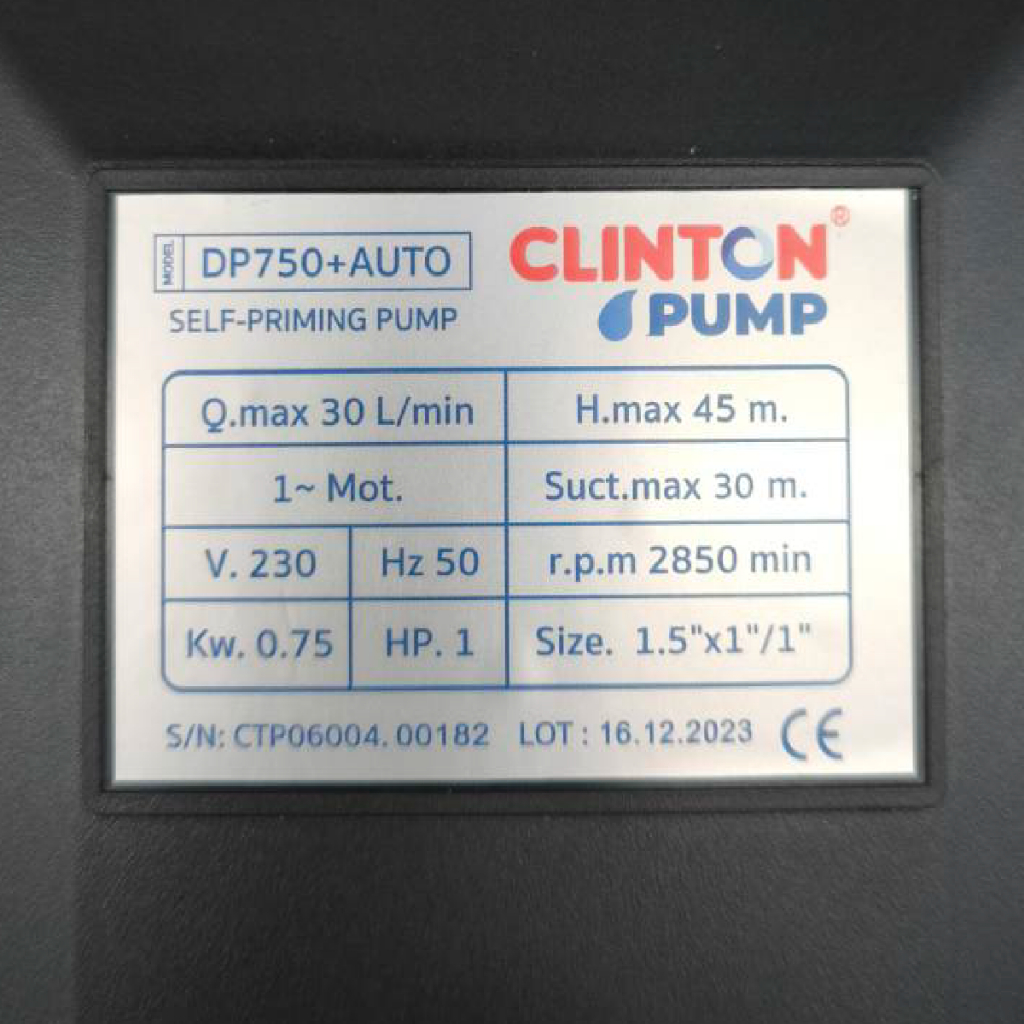 MODEL DP750+AUTO
SELF-PRIMING PUMP
CLINTON®
PUMP
Q.max 30 L/min H.max 45 m.
1~ Mot. Suct.max 30 m.
V. 230 Hz 50 r.p.m 2850 min
Kw. 0.75 HP. 1 Size. 1.5"x1"/1"
S/N: CTP06004.00182 LOT : 16.12.2023 CE